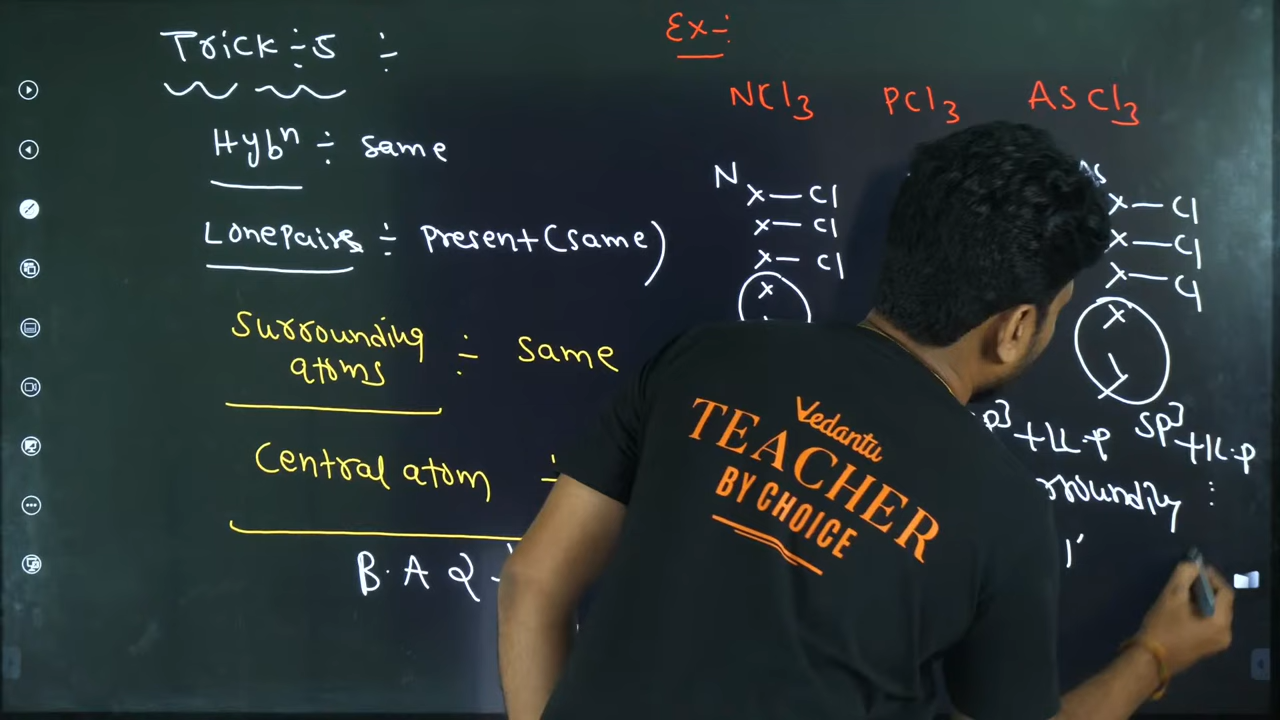 Trick ÷ 5 ÷
Hybⁿ ÷ same
Lonepairs ÷ present (same)
Surrounding atoms ÷ same
Central atom ÷
B.A α
Ex ÷
NCl₃ PCl₃ AsCl₃
N
x — Cl
x — Cl
x — Cl
x
As
x — Cl
x — Cl
x — Cl
x
sp³ + 1L.p
sp³ + 1L.p
Vedantu
TEACHER
BY CHOICE